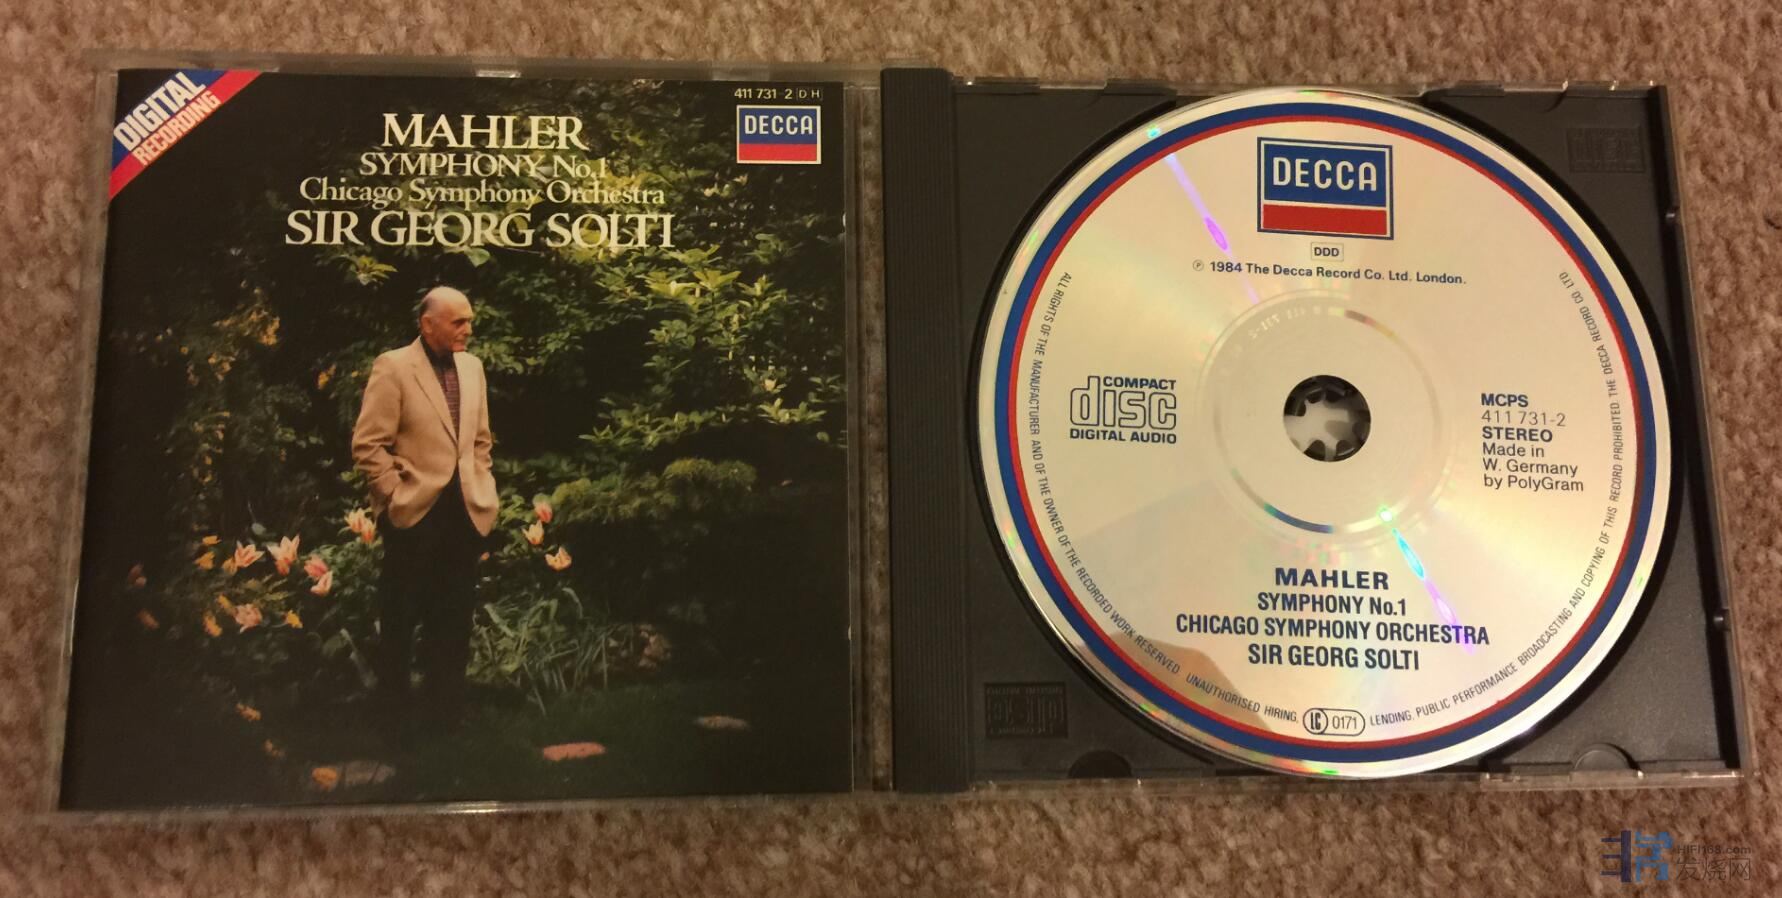 DIGITAL
RECORDING
411 731-2 DH
DECCA
MAHLER
SYMPHONY No.1
Chicago Symphony Orchestra
SIR GEORG SOLTI
DECCA
DDD
℗ 1984 The Decca Record Co. Ltd. London.
COMPACT
disc
DIGITAL AUDIO
MCPS
411 731-2
STEREO
Made in
W. Germany
by PolyGram
MAHLER
SYMPHONY No.1
CHICAGO SYMPHONY ORCHESTRA
SIR GEORG SOLTI
ALL RIGHTS OF THE MANUFACTURER AND OF THE OWNER OF THE RECORDED WORK RESERVED. UNAUTHORISED HIRING, LC 0171 LENDING, PUBLIC PERFORMANCE BROADCASTING AND COPYING OF THIS RECORD PROHIBITED THE DECCA RECORD CO. LTD.
HIFI168.com
发烧网